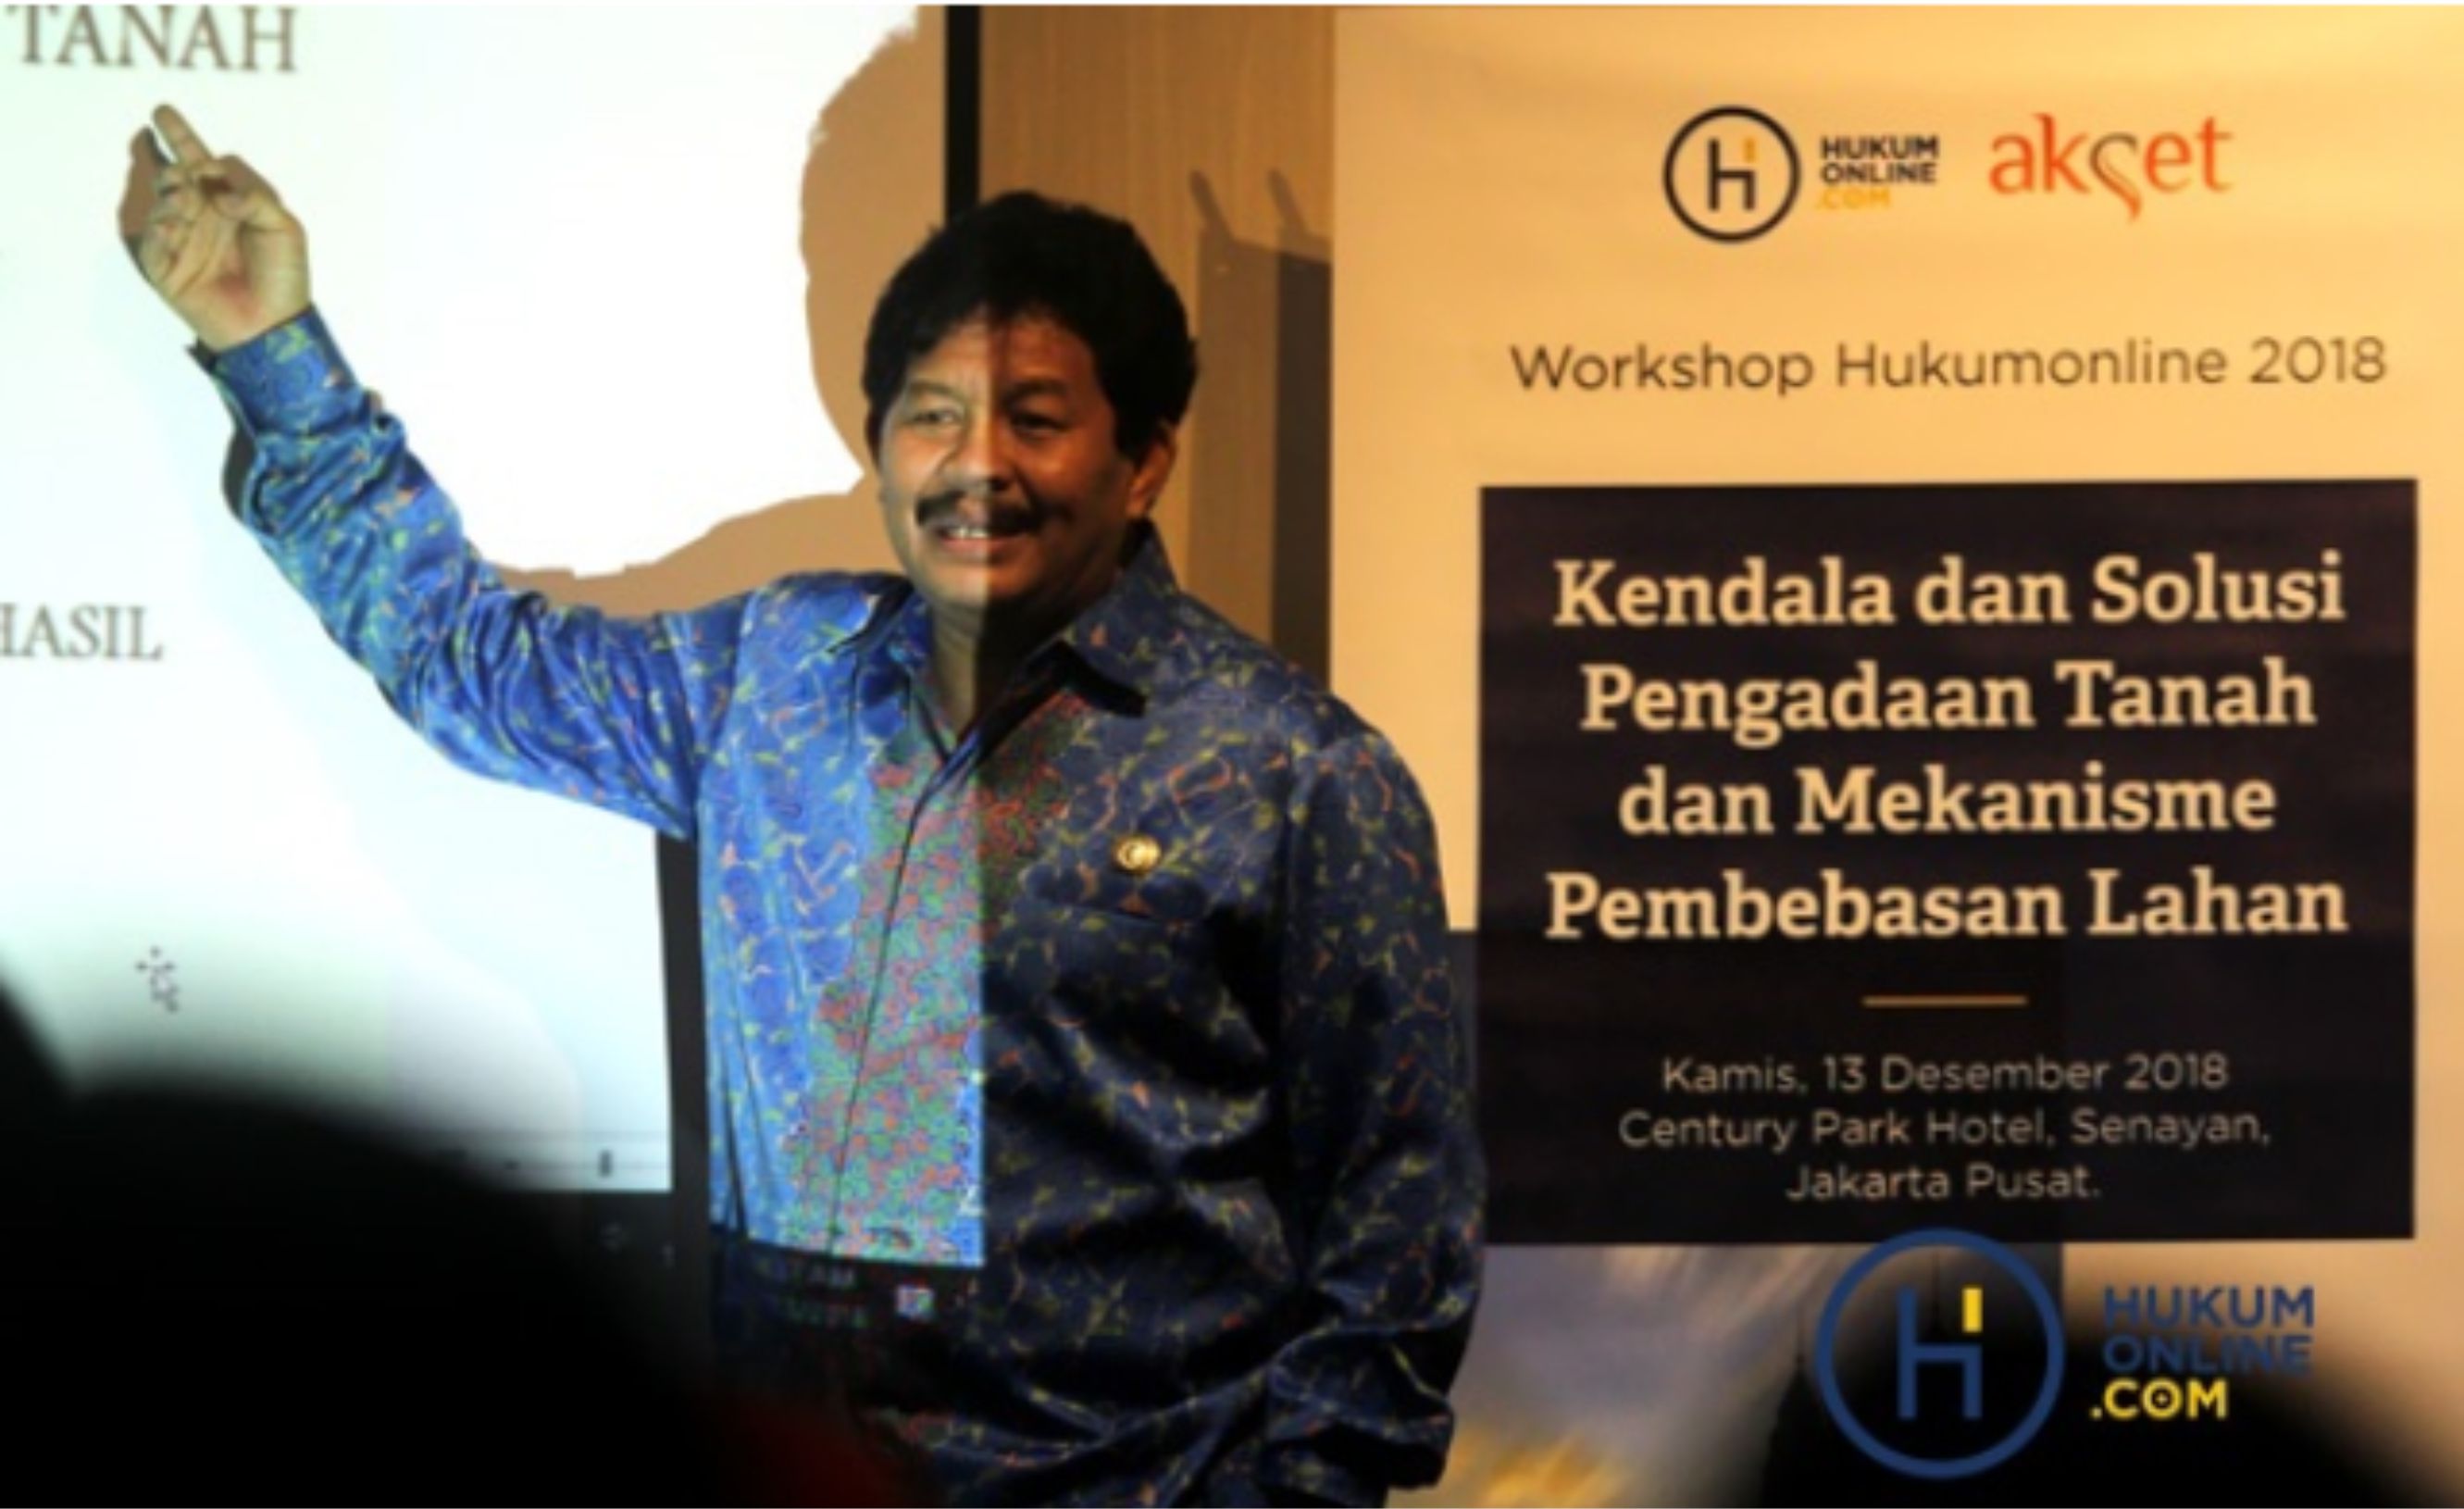 TANAH
HASIL
H HUKUM
ONLINE
.COM
akset
Workshop Hukumonline 2018
Kendala dan Solusi
Pengadaan Tanah
dan Mekanisme
Pembebasan Lahan
Kamis, 13 Desember 2018
Century Park Hotel, Senayan,
Jakarta Pusat.
H HUKUM
ONLINE
.COM